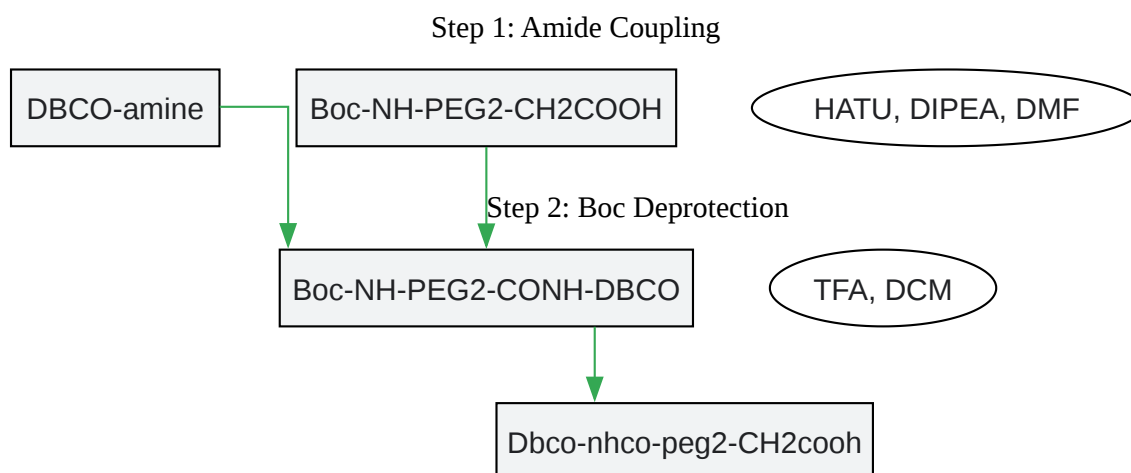 Step 1: Amide Coupling
DBCO-amine
Boc-NH-PEG2-CH2COOH
HATU, DIPEA, DMF
Step 2: Boc Deprotection
Boc-NH-PEG2-CONH-DBCO
TFA, DCM
Dbco-nhco-peg2-CH2cooh